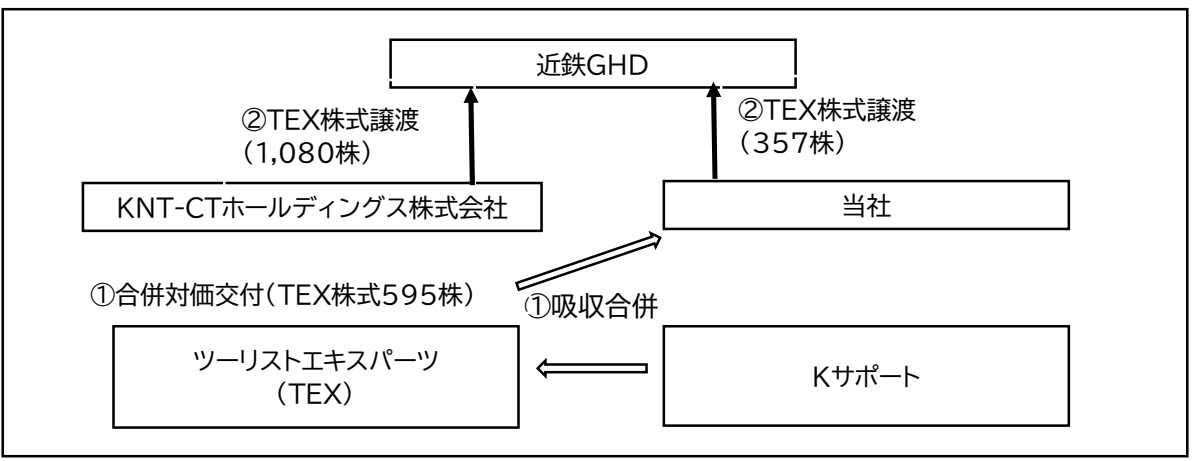 近鉄GHD
②TEX株式譲渡
（1,080株）
②TEX株式譲渡
（357株）
KNT-CTホールディングス株式会社
当社
①合併対価交付（TEX株式595株）
①吸収合併
ツーリストエキスパーツ
（TEX）
Kサポート